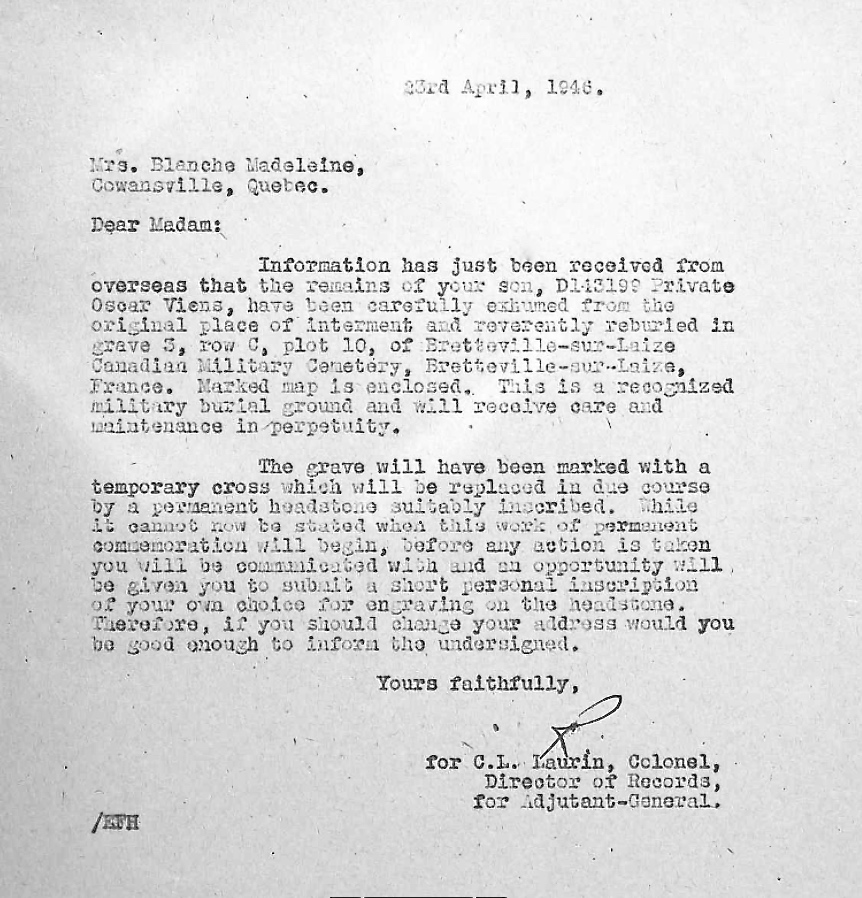 23rd April, 1946.
Mrs. Blanche Madeleine,
Cowansville, Quebec.
Dear Madam:
Information has just been received from
overseas that the remains of your son, D143199 Private
Oscar Viens, have been carefully exhumed from the
original place of interment and reverently reburied in
grave 3, row C, plot 10, of Bretteville-sur-Laize
Canadian Military Cemetery, Bretteville-sur-Laize,
France. Marked map is enclosed. This is a recognized
military burial ground and will receive care and
maintenance in perpetuity.
The grave will have been marked with a
temporary cross which will be replaced in due course
by a permanent headstone suitably inscribed. While
it cannot now be stated when this work of permenent
commemoration will begin, before any action is taken
you will be communicated with and an opportunity will
be given you to submit a short personal inscription
of your own choice for engraving on the headstone.
Therefore, if you should change your address would you
be good enough to inform the undersigned.
Yours faithfully,
for C.L. Laurin, Colonel,
Director of Records,
for Adjutant-General.
/EFH